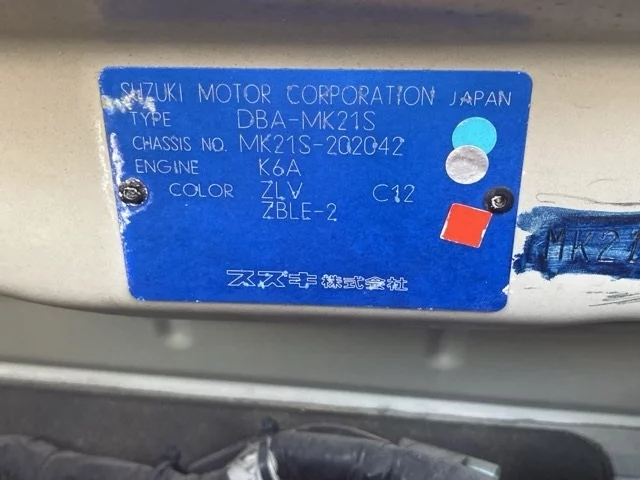 SUZUKI MOTOR CORPORATION JAPAN
TYPE DBA-MK21S
CHASSIS NO. MK21S-202042
ENGINE K6A
COLOR ZLV C12
ZBLE-2
スズキ株式会社
MK21